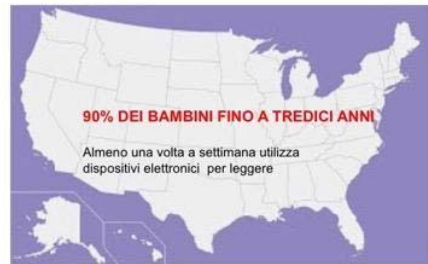 90% DEI BAMBINI FINO A TREDICI ANNI
Almeno una volta a settimana utilizza
dispositivi elettronici per leggere